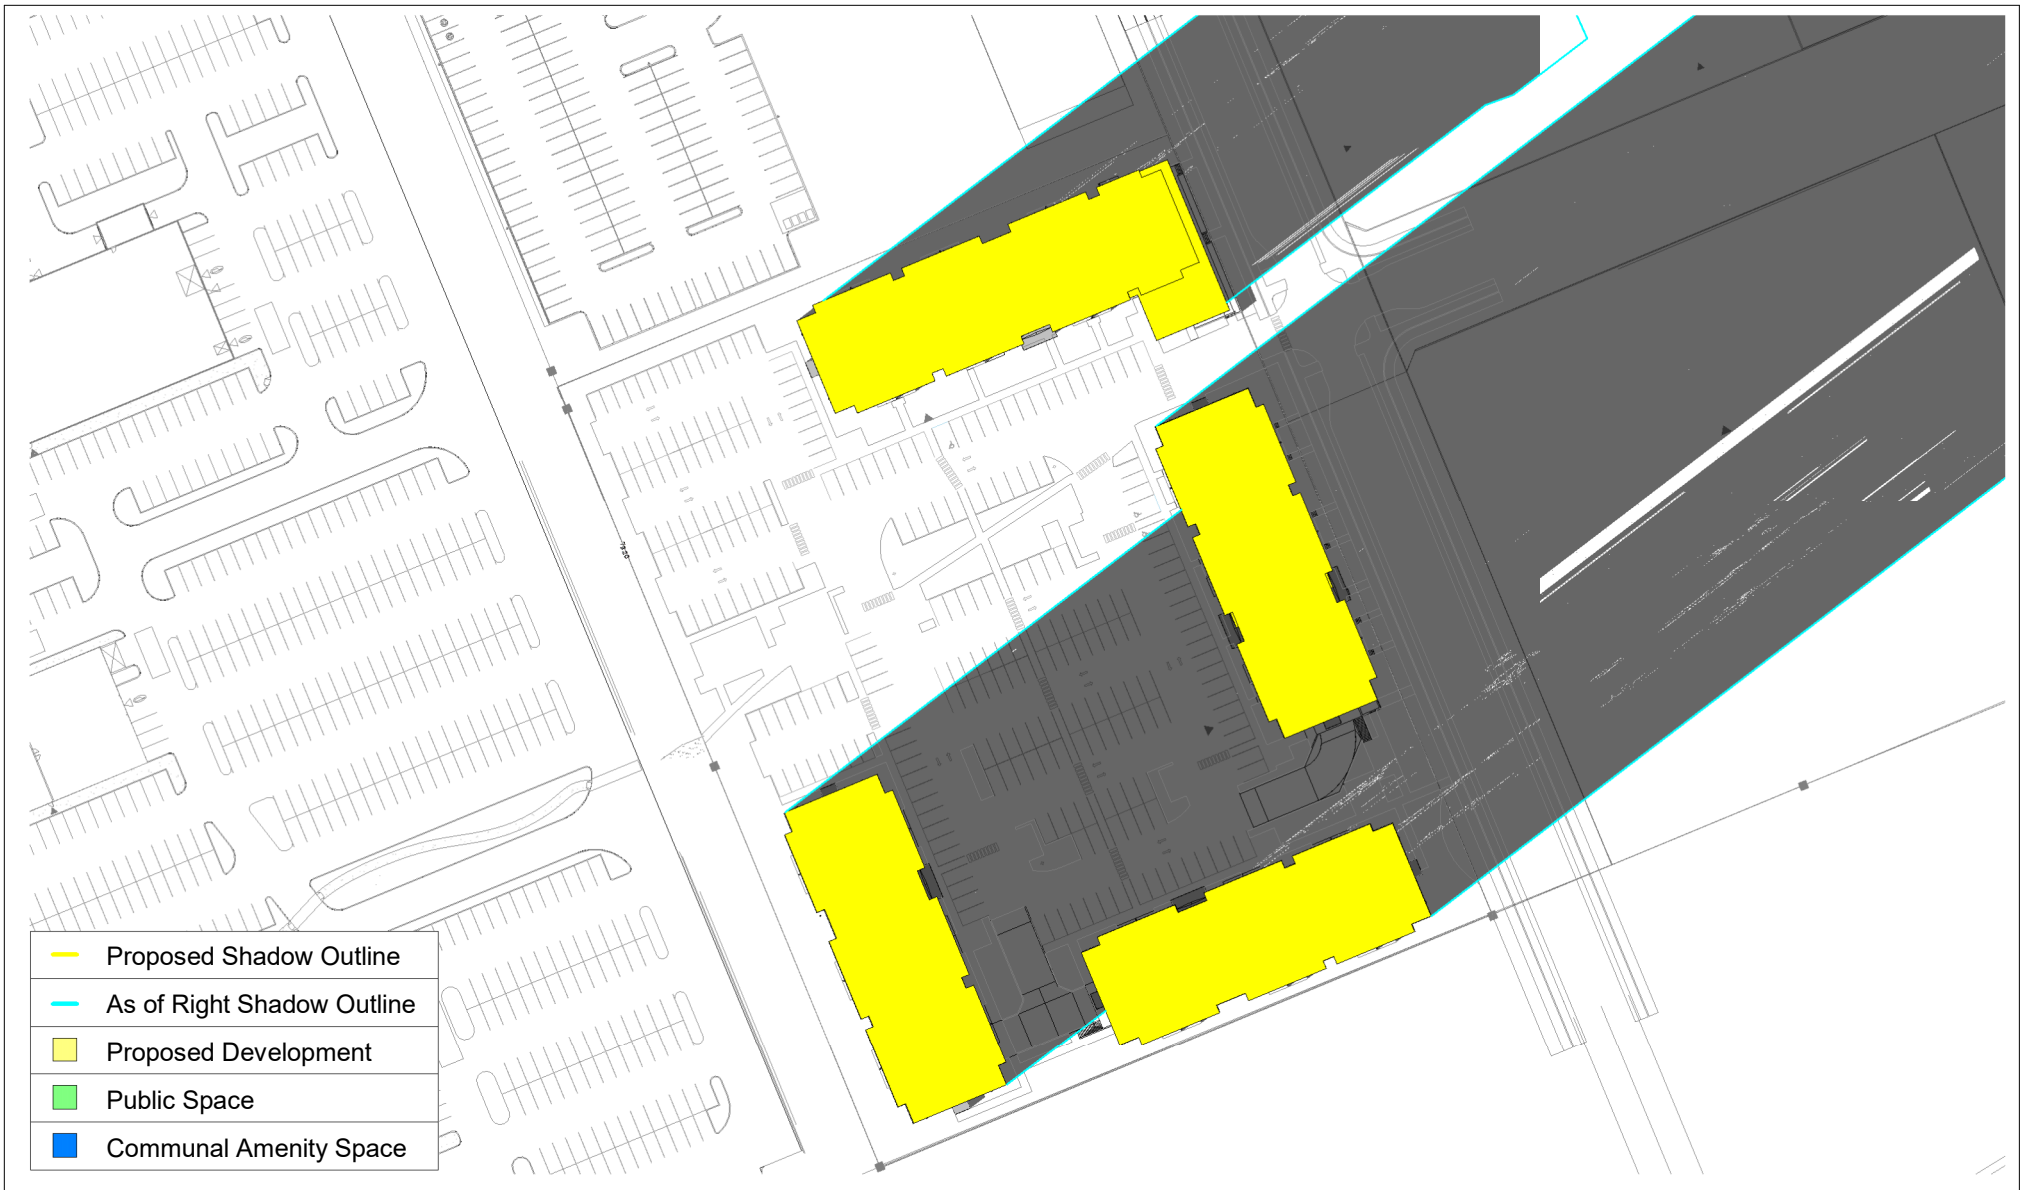 Proposed Shadow Outline
As of Right Shadow Outline
Proposed Development
Public Space
Communal Amenity Space